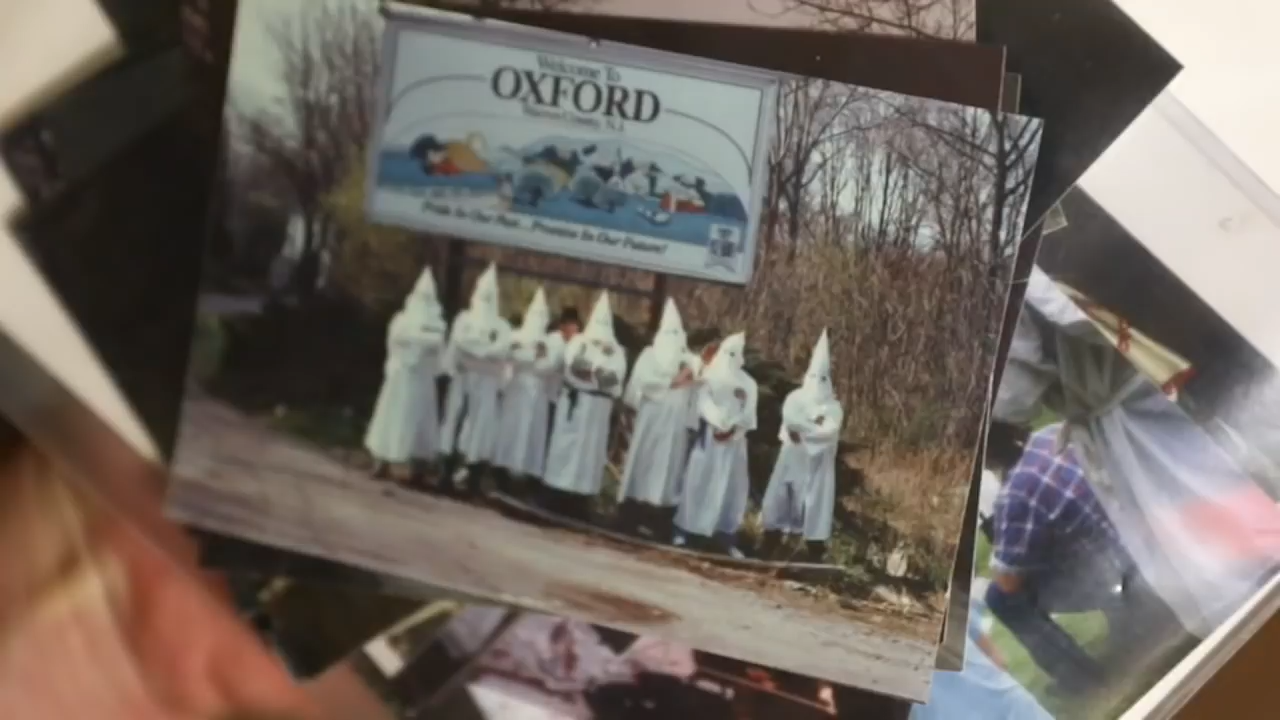 Welcome To
OXFORD
Warren County, N.J.
Pride In Our Past... Promise In Our Future!